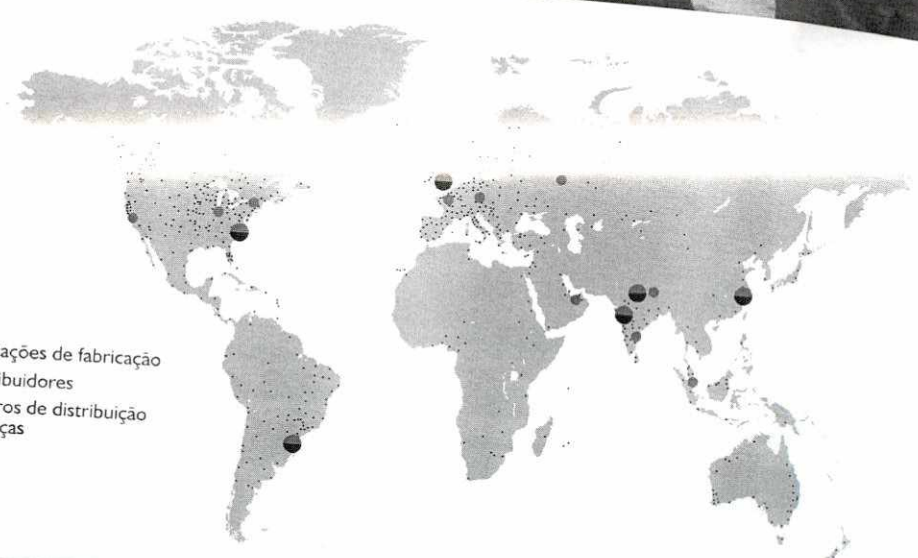 ações de fabricação
ibuidores
ros de distribuição
ças